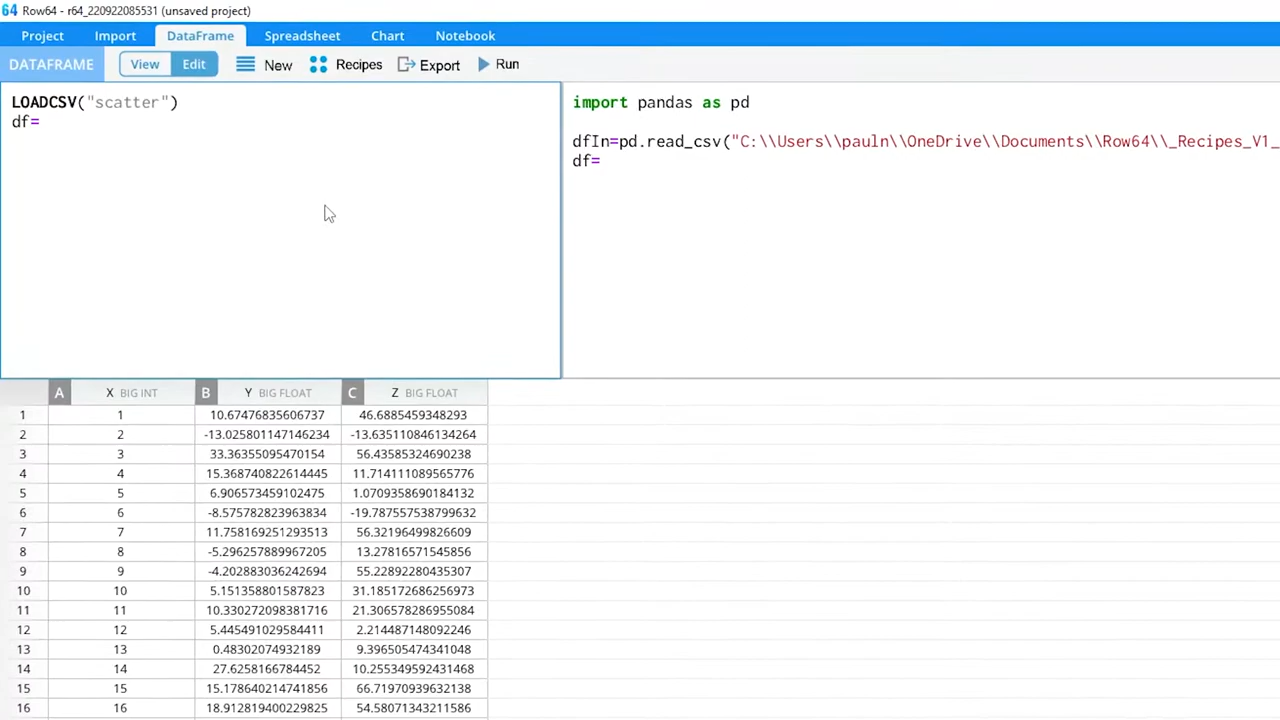 64 Row64 - r64_220922085531 (unsaved project)
Project Import DataFrame Spreadsheet Chart Notebook
DATAFRAME View Edit New Recipes Export Run
LOADCSV("scatter")
df=
import pandas as pd
dfIn=pd.read_csv("C:\\Users\\pauln\\OneDrive\\Documents\\Row64\\_Recipes_V1_
df=
A X BIG INT B Y BIG FLOAT C Z BIG FLOAT
1 1 10.67476835606737 46.6885459348293
2 2 -13.025801147146234 -13.635110846134264
3 3 33.36355095470154 56.43585324690238
4 4 15.368740822614445 11.714111089565776
5 5 6.906573459102475 1.0709358690184132
6 6 -8.575782823963834 -19.787557538799632
7 7 11.758169251293513 56.32196499826609
8 8 -5.296257889967205 13.27816571545856
9 9 -4.202883036242694 55.22892280435307
10 10 5.151358801587823 31.185172686256973
11 11 10.330272098381716 21.306578286955084
12 12 5.445491029584411 2.214487148092246
13 13 0.48302074932189 9.396505474341048
14 14 27.6258166784452 10.255349592431468
15 15 15.178640214741856 66.71970939632138
16 16 18.912819400229825 54.58071343211586